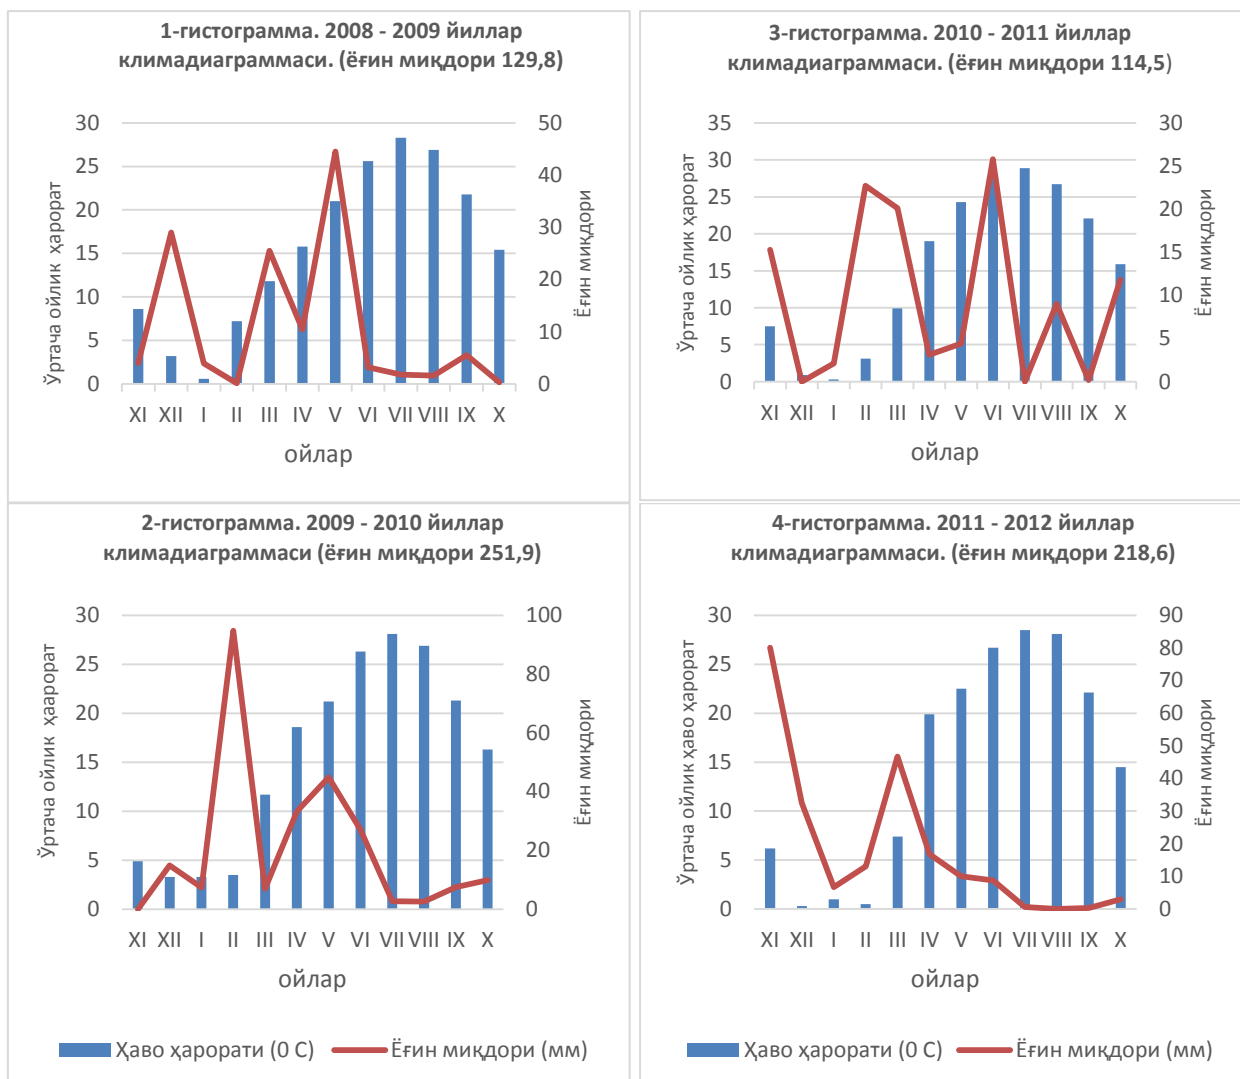 1-гистограмма. 2008 - 2009 йиллар
климадиаграммаси. (ёғин миқдори 129,8)
Ўртача ойлик ҳарорат
30
25
20
15
10
5
0
50
40
30
20
10
0
Ёғин миқдори
XI XII I II III IV V VI VII VIII IX X
ойлар
3-гистограмма. 2010 - 2011 йиллар
климадиаграммаси. (ёғин миқдори 114,5)
Ўртача ойлик ҳарорат
35
30
25
20
15
10
5
0
30
25
20
15
10
5
0
Ёғин миқдори
XI XII I II III IV V VI VII VIII IX X
ойлар
2-гистограмма. 2009 - 2010 йиллар
климадиаграммаси (ёғин миқдори 251,9)
Ўртача ойлик ҳаарорат
30
25
20
15
10
5
0
100
80
60
40
20
0
Ёғин миқдори
XI XII I II III IV V VI VII VIII IX X
ойлар
Ҳаво ҳарорати (0 С) Ёғин миқдори (мм)
4-гистограмма. 2011 - 2012 йиллар
климадиаграммаси. (ёғин миқдори 218,6)
Ўртача ойлик ҳаво ҳарорат
30
25
20
15
10
5
0
90
80
70
60
50
40
30
20
10
0
Ёғин миқдори
XI XII I II III IV V VI VII VIII IX X
ойлар
Ҳаво ҳарорати (0 С) Ёғин миқдори (мм)